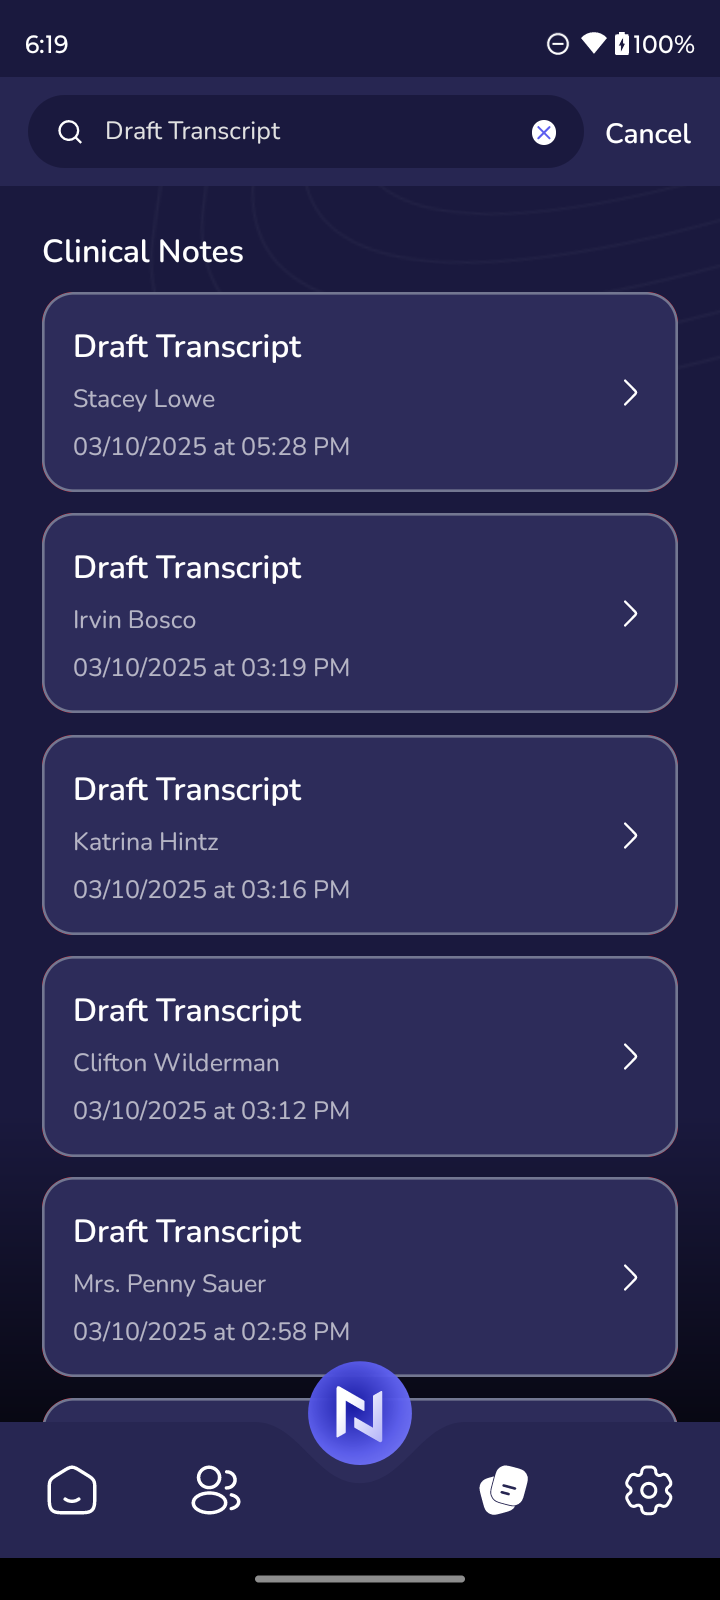 6:19
100%
Draft Transcript
Cancel
Clinical Notes
Draft Transcript
Stacey Lowe
03/10/2025 at 05:28 PM
Draft Transcript
Irvin Bosco
03/10/2025 at 03:19 PM
Draft Transcript
Katrina Hintz
03/10/2025 at 03:16 PM
Draft Transcript
Clifton Wilderman
03/10/2025 at 03:12 PM
Draft Transcript
Mrs. Penny Sauer
03/10/2025 at 02:58 PM